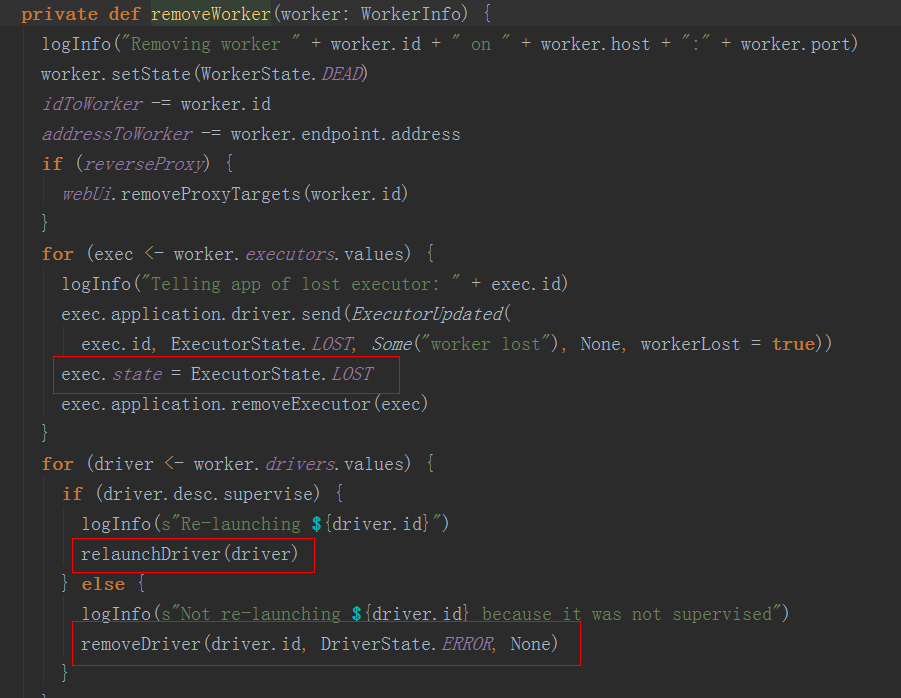 private def removeWorker(worker: WorkerInfo) {
logInfo("Removing worker " + worker.id + " on " + worker.host + ":" + worker.port)
worker.setState(WorkerState.DEAD)
idToWorker -= worker.id
addressToWorker -= worker.endpoint.address
if (reverseProxy) {
webUi.removeProxyTargets(worker.id)
}
for (exec <- worker.executors.values) {
logInfo("Telling app of lost executor: " + exec.id)
exec.application.driver.send(ExecutorUpdated(
exec.id, ExecutorState.LOST, Some("worker lost"), None, workerLost = true))
exec.state = ExecutorState.LOST
exec.application.removeExecutor(exec)
}
for (driver <- worker.drivers.values) {
if (driver.desc.supervise) {
logInfo(s"Re-launching ${driver.id}")
relaunchDriver(driver)
} else {
logInfo(s"Not re-launching ${driver.id} because it was not supervised")
removeDriver(driver.id, DriverState.ERROR, None)
}